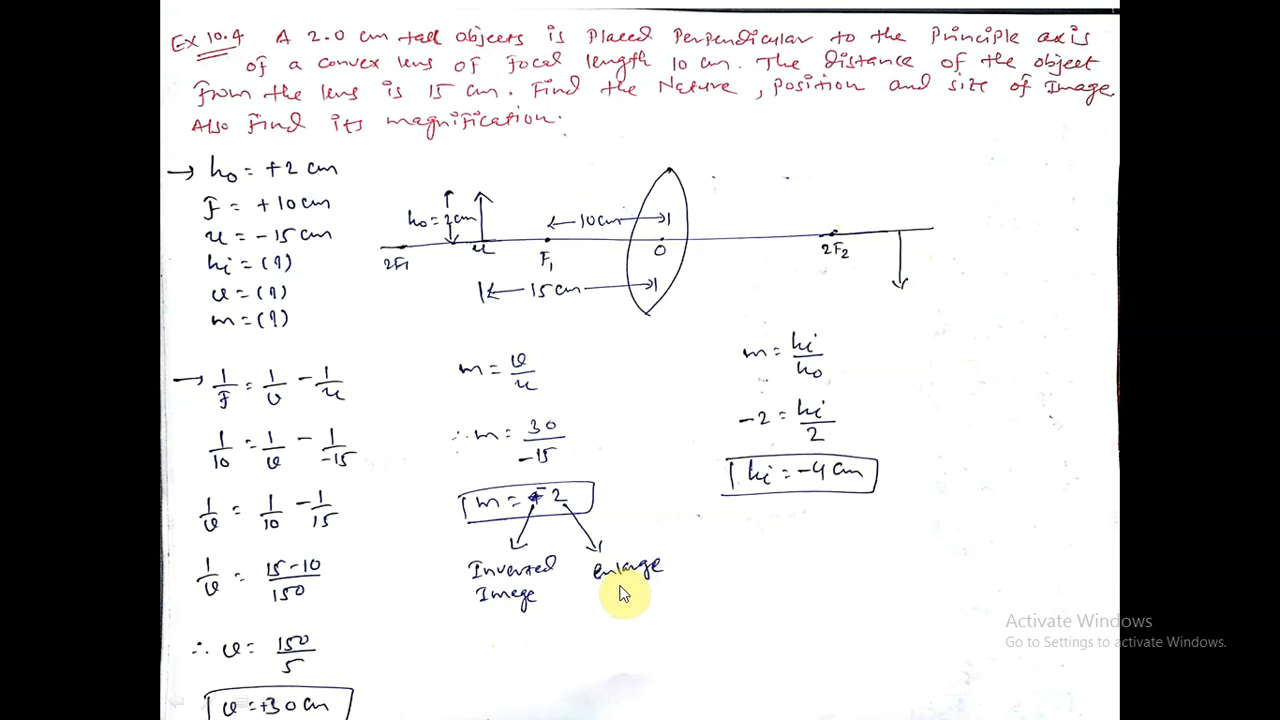 Ex 10.4 A 2.0 cm tall objects is placed perpendicular to the principle axis
of a convex lens of focal length 10 cm. The distance of the object
from the lens is 15 cm. Find the Nature, position and size of Image
Also find its magnification.
→ ho = +2 cm
f = +10 cm
u = -15 cm
hi = (?)
v = (?)
m = (?)
ho = 2cm
10cm
2F1
u
F1
O
2F2
15 cm
→ 1/f = 1/v - 1/u
1/10 = 1/v - 1/-15
1/v = 1/10 - 1/15
1/v = 15-10/150
∴ v = 150/5
v = +30 cm
m = v/u
∴ m = 30/-15
m = -2
Inverted
Image
enlarge
m = hi/ho
-2 = hi/2
hi = -4 cm
Activate Windows
Go to Settings to activate Windows.